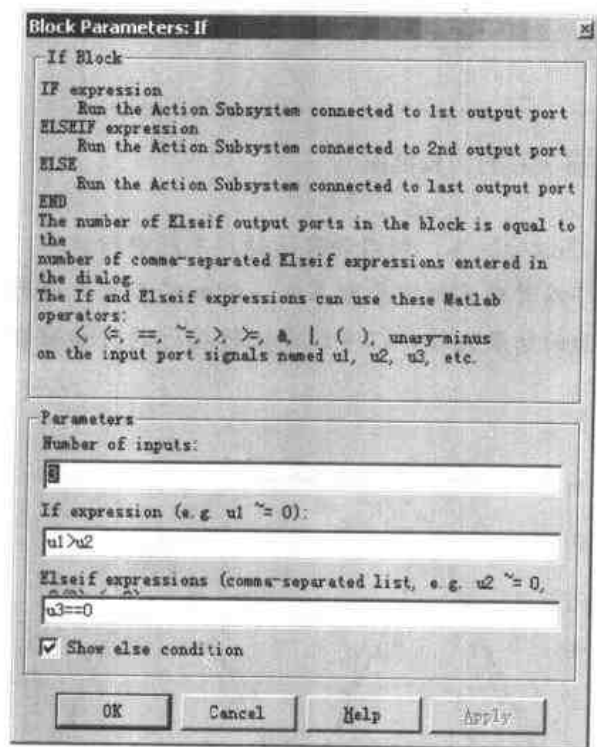 Block Parameters: If
If Block
IF expression
Run the Action Subsystem connected to 1st output port
ELSEIF expression
Run the Action Subsystem connected to 2nd output port
ELSE
Run the Action Subsystem connected to last output port
END
The number of Elseif output ports in the block is equal to
the
number of comma-separated Elseif expressions entered in
the dialog.
The If and Elseif expressions can use these Matlab
operators:
<, <=, ==, ~=, >, >=, &, |, ( ), unary-minus
on the input port signals named u1, u2, u3, etc.
Parameters
Number of inputs:
3
If expression (e.g. u1 ~= 0):
u1>u2
Elseif expressions (comma-separated list, e.g. u2 ~= 0,
u3==0
Show else condition
OK
Cancel
Help
Apply